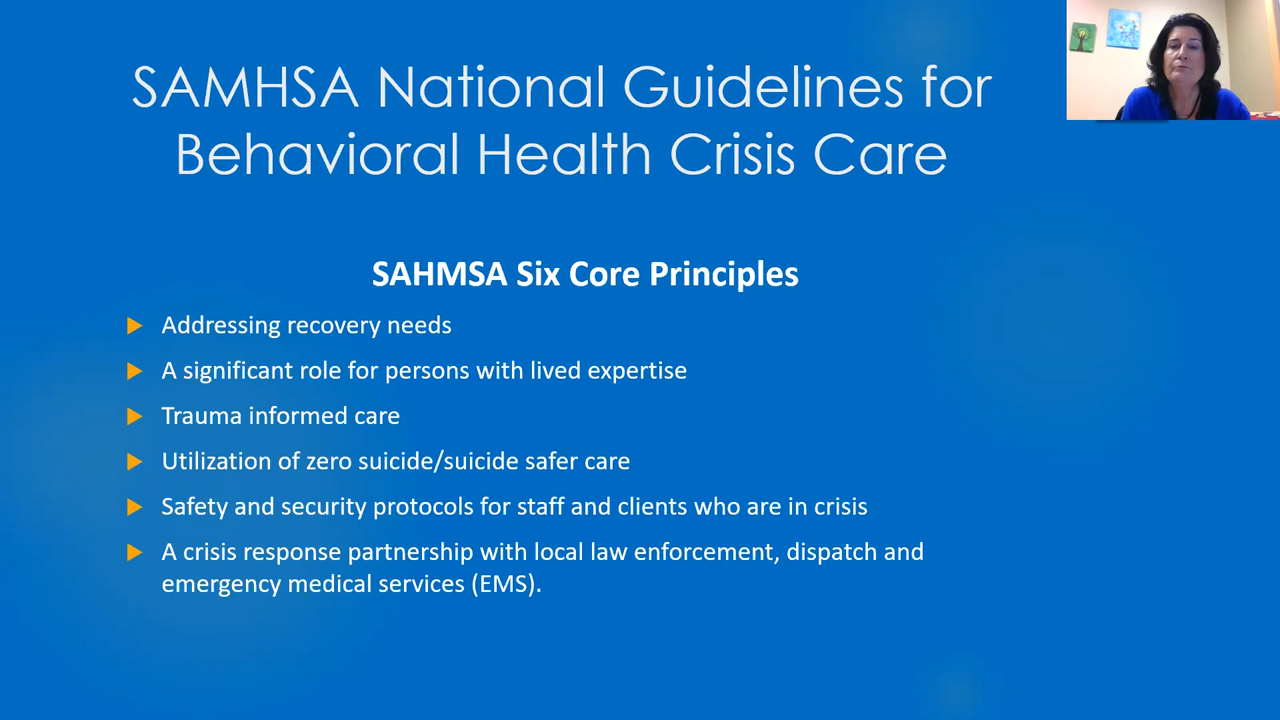 SAMHSA National Guidelines for
Behavioral Health Crisis Care
SAHMSA Six Core Principles
Addressing recovery needs
A significant role for persons with lived expertise
Trauma informed care
Utilization of zero suicide/suicide safer care
Safety and security protocols for staff and clients who are in crisis
A crisis response partnership with local law enforcement, dispatch and
emergency medical services (EMS).